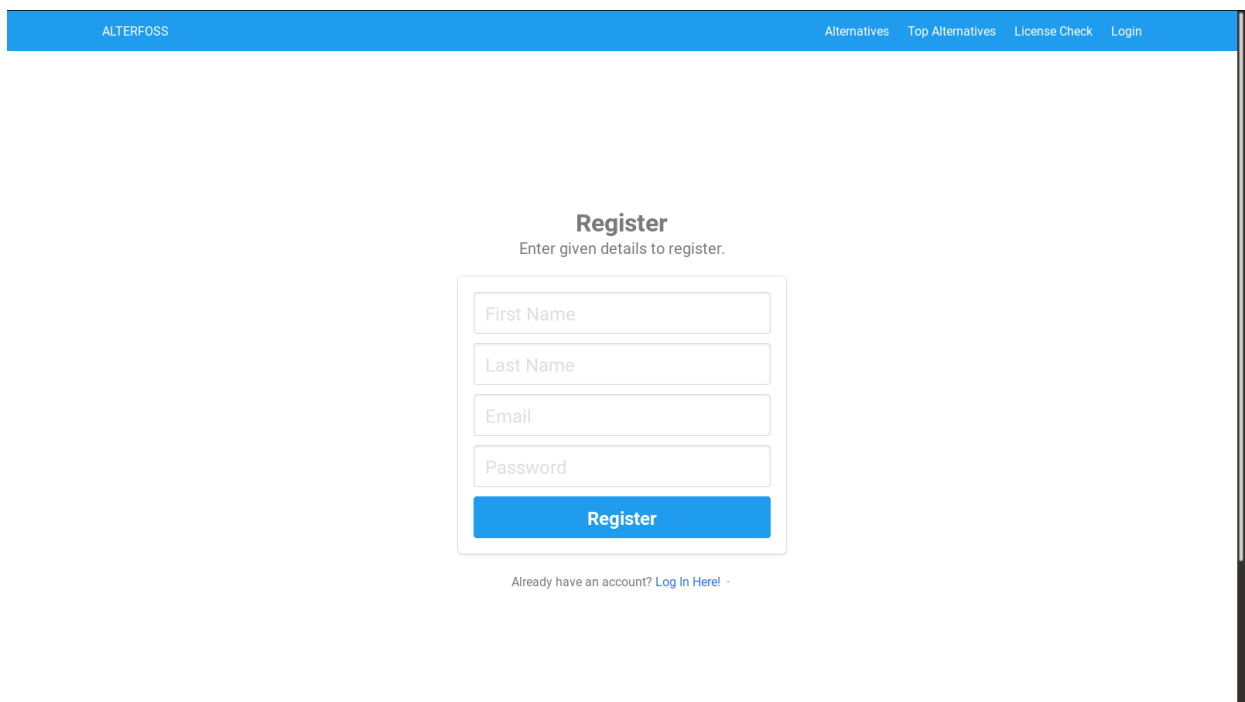 ALTERFOSS Alternatives Top Alternatives License Check Login
Register
Enter given details to register.
First Name
Last Name
Email
Password
Register
Already have an account? Log In Here! ·